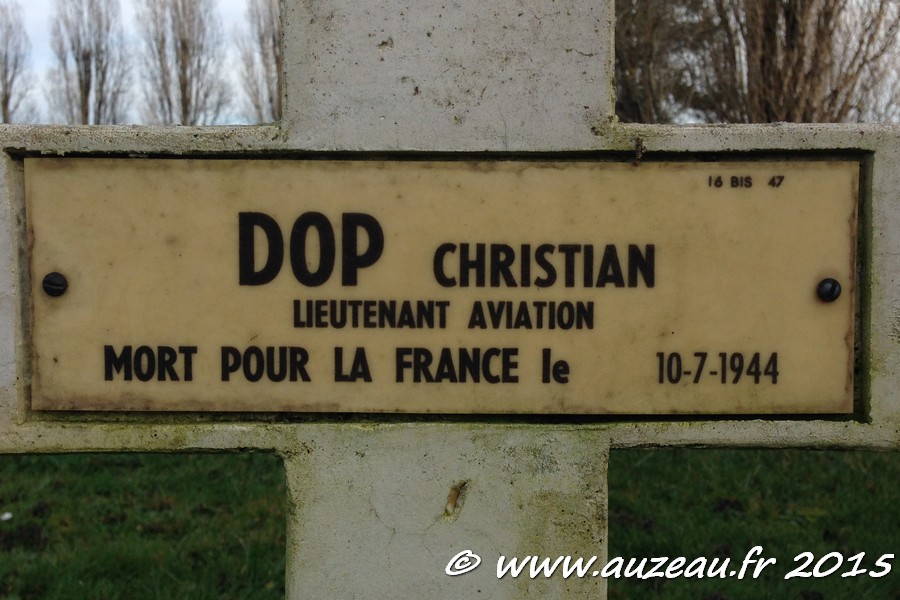 16 BIS 47
DOP CHRISTIAN
LIEUTENANT AVIATION
MORT POUR LA FRANCE le 10-7-1944
© www.auzeau.fr 2015